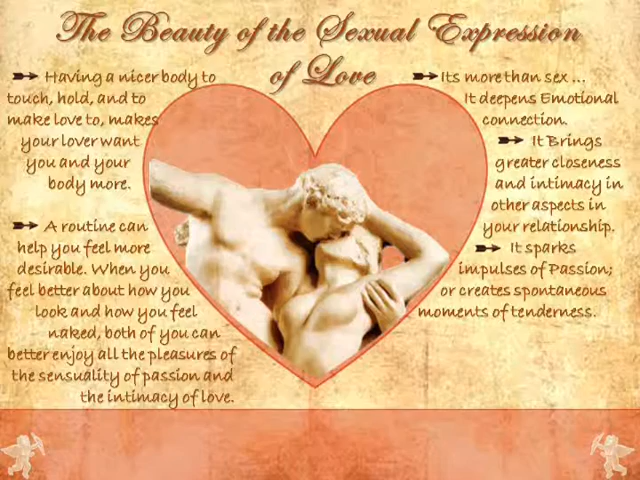 The Beauty of the Sexual Expression
of Love
Having a nicer body to
touch, hold, and to
make love to, makes
your lover want
you and your
body more.
A routine can
help you feel more
desirable. When you
feel better about how you
look and how you feel
naked, both of you can
better enjoy all the pleasures of
the sensuality of passion and
the intimacy of love.
Its more than sex ...
It deepens Emotional
connection.
It Brings
greater closeness
and intimacy in
other aspects in
your relationship.
It sparks
impulses of Passion;
or creates spontaneous
moments of tenderness.